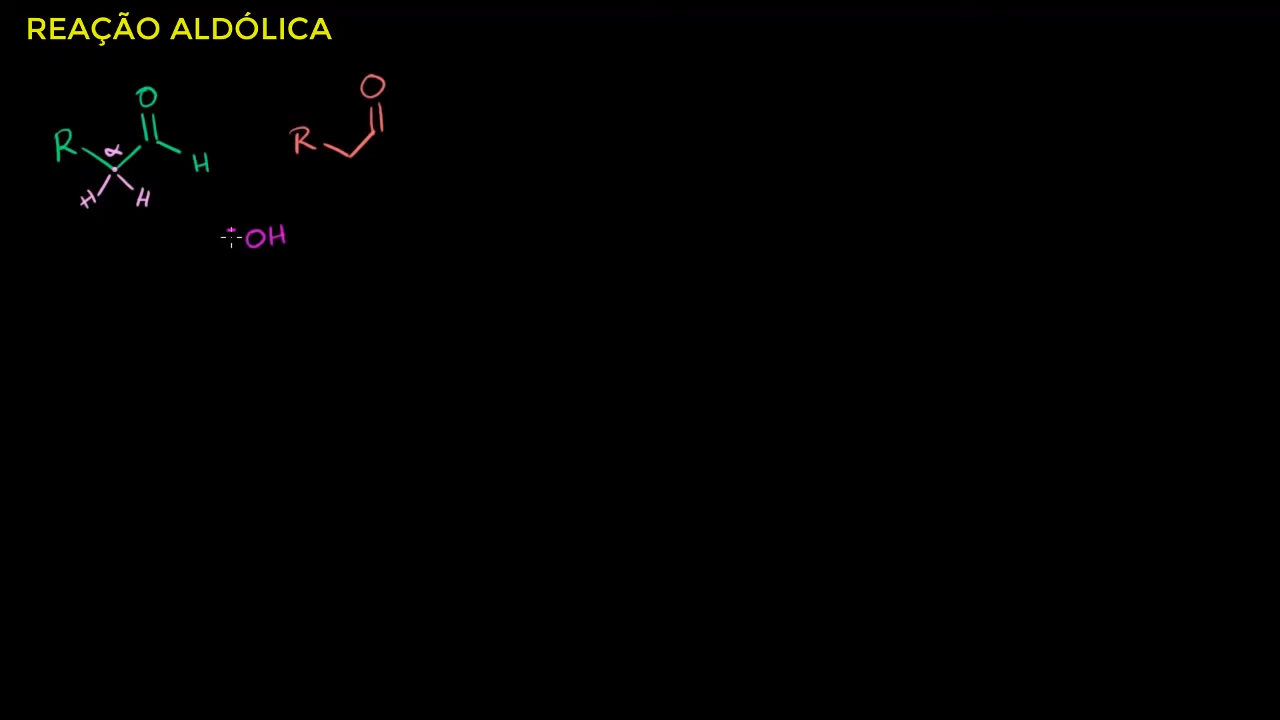 REAÇÃO ALDÓLICA
O O
R α R
H
H H
OH